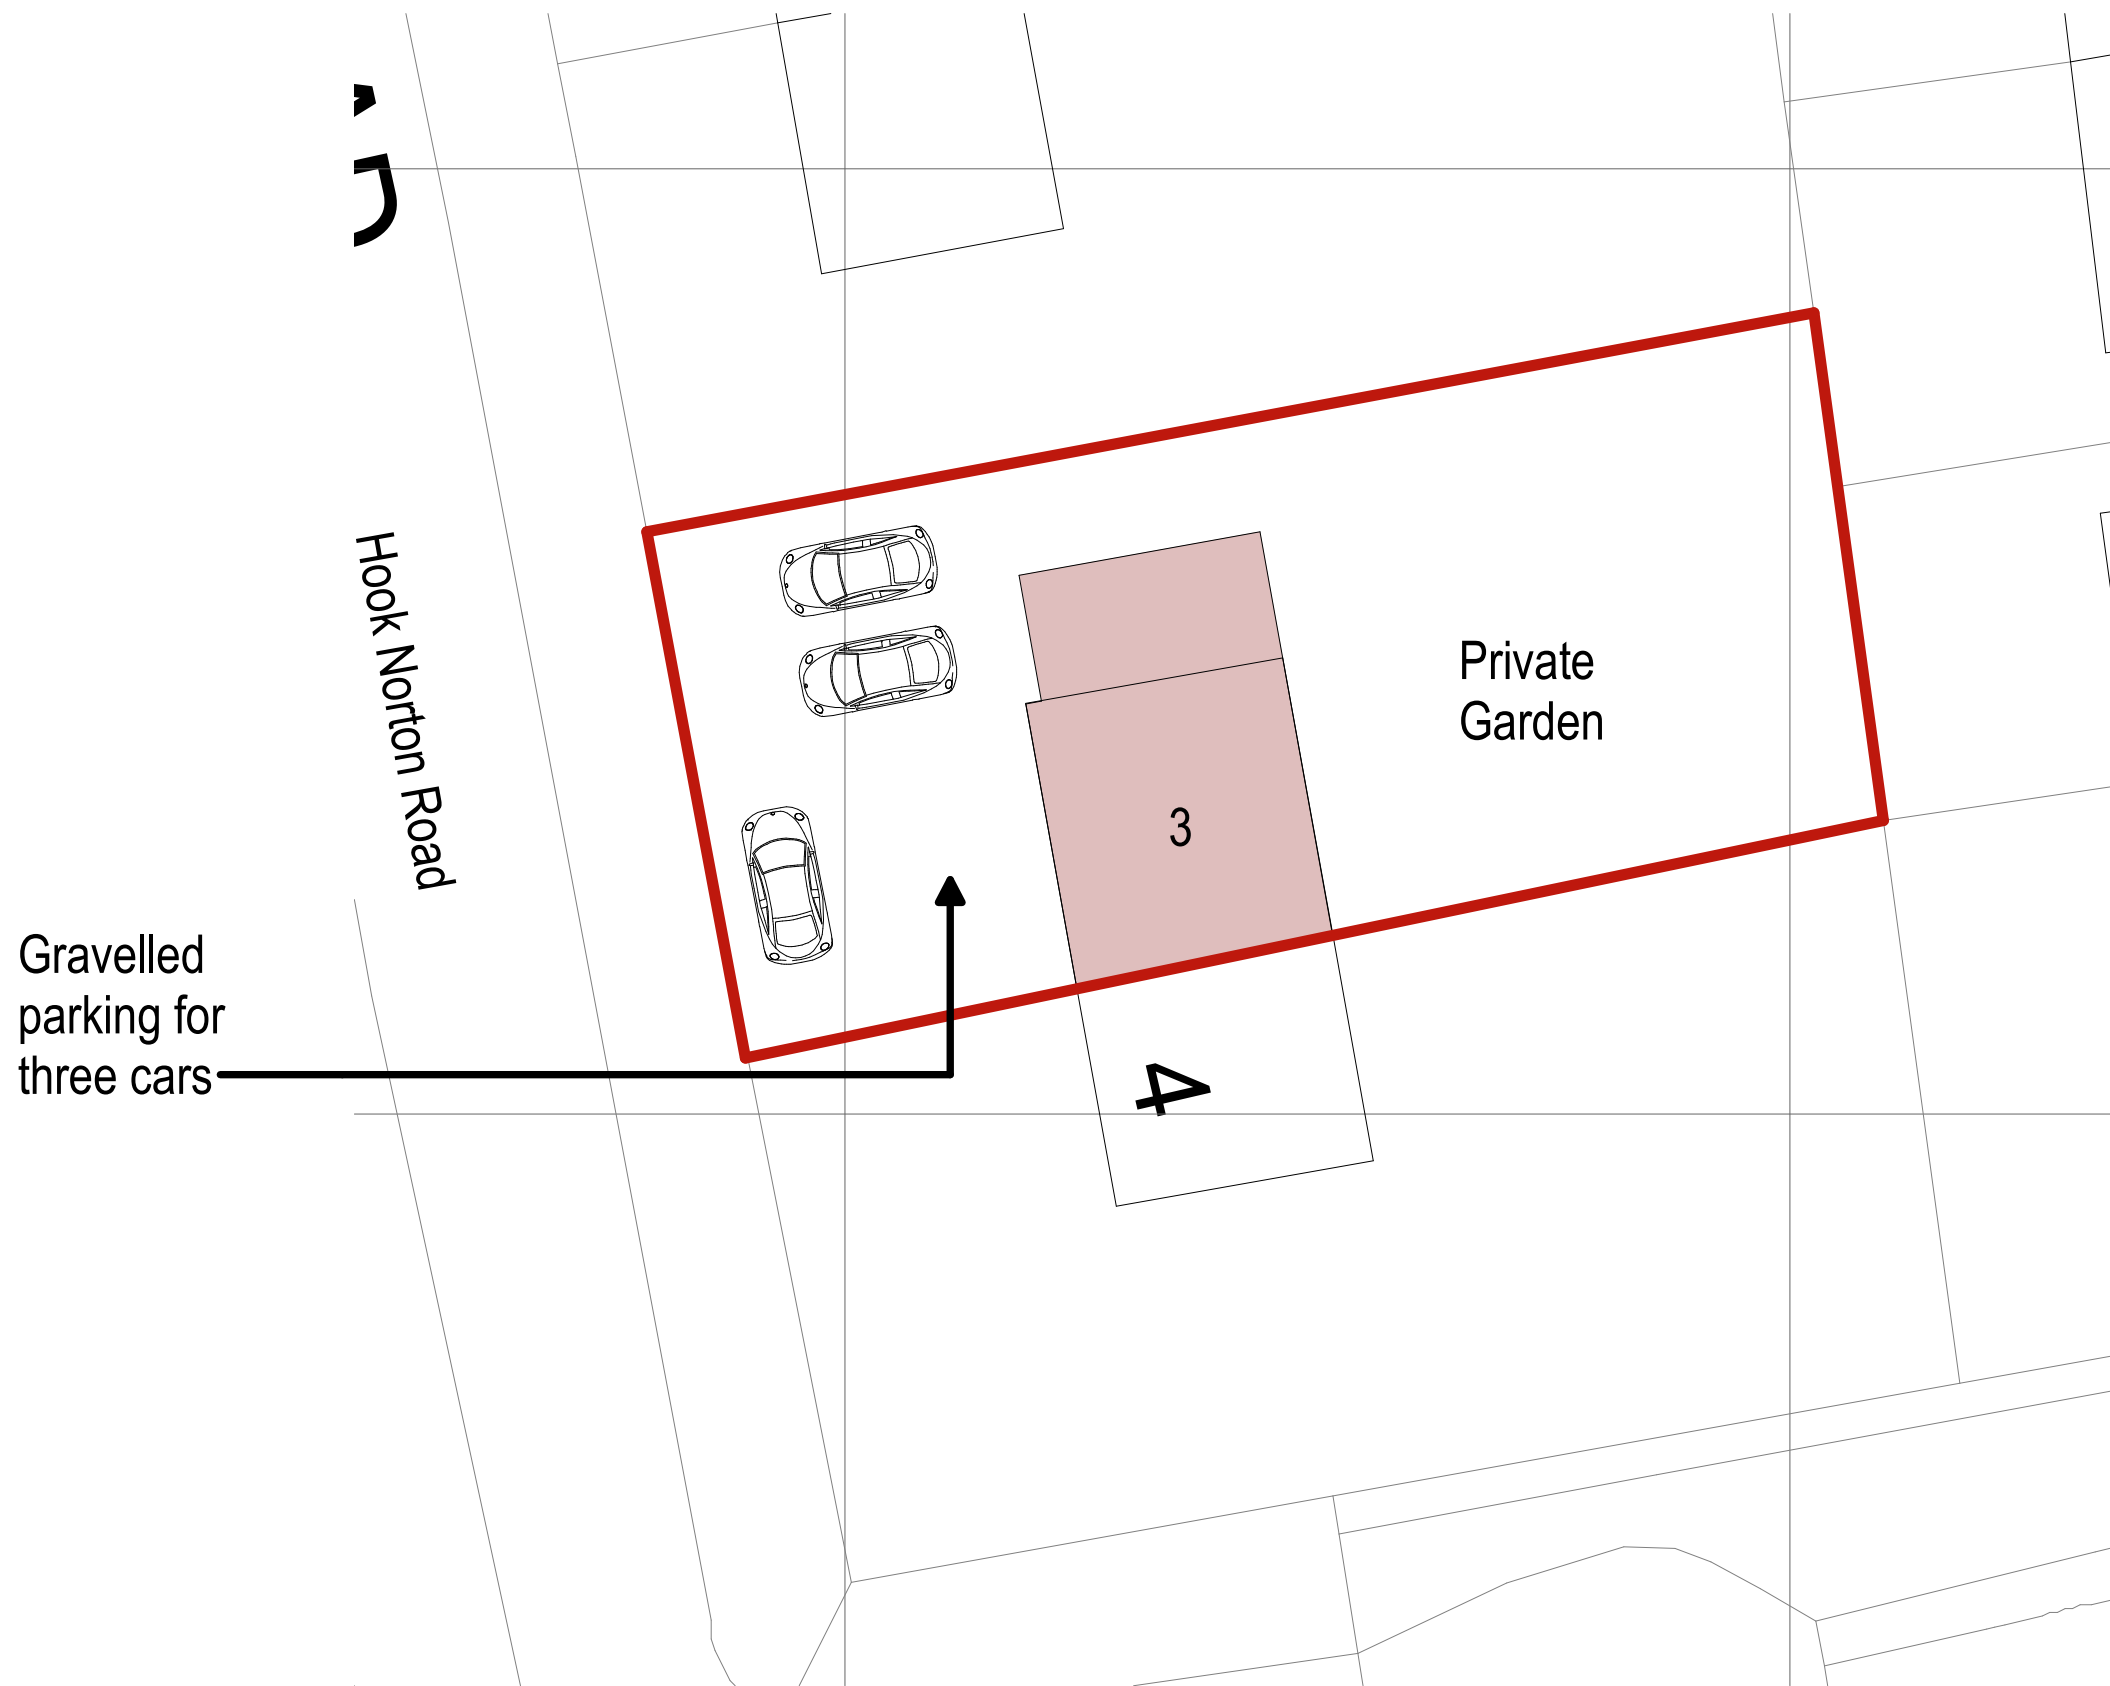 Hook Norton Road
Private
Garden
3
Gravelled
parking for
three cars
4